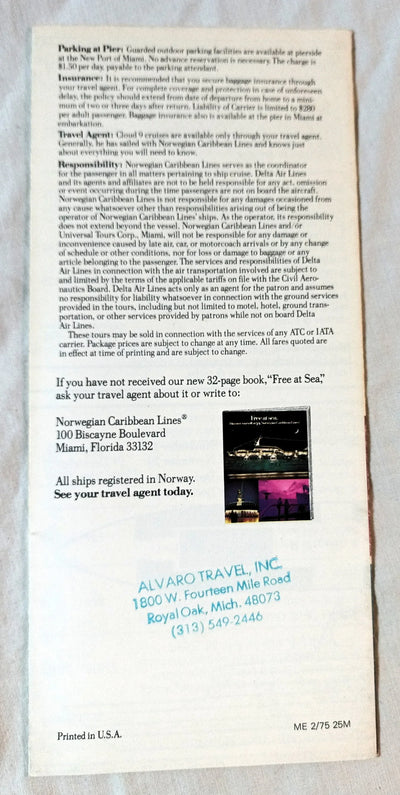 Parking at Pier: Guarded outdoor parking facilities are available at pierside
at the New Port of Miami. No advance reservation is necessary. The charge is
$1.50 per day, payable to the parking attendant.
Insurance: It is recommended that you secure baggage insurance through
your travel agent. For complete coverage and protection in case of unforeseen
delay, the policy should extend from date of departure from home to a mini-
mum of two or three days after return. Liability of Carrier is limited to $280
per adult passenger. Baggage insurance also is available at the pier in Miami at
embarkation.
Travel Agent: Cloud 9 cruises are available only through your travel agent.
Generally, he has sailed with Norwegian Caribbean Lines and knows just
about everything you will need to know.
Responsibility: Norwegian Caribbean Lines serves as the coordinator
for the passenger in all matters pertaining to ship cruise. Delta Air Lines
and its agents and affiliates are not to be held responsible for any act, omission
or event occurring during the time passengers are not on board the aircraft.
Norwegian Caribbean Lines is not responsible for any damages occasioned from
any cause whatsoever other than responsibilities arising out of being the
operator of Norwegian Caribbean Lines' ships. As the operator, its responsibility
does not extend beyond the vessel. Norwegian Caribbean Lines and/or
Universal Tours Corp., Miami, will not be responsible for any damage or
inconvenience caused by late air, car, or motorcoach arrivals or by any change
of schedule or other conditions, nor for loss or damage to baggage or any
article belonging to the passenger. The services and responsibilities of Delta
Air Lines in connection with the air transportation involved are subject to
and limited by the terms of the applicable tariffs on file with the Civil Aero-
nautics Board. Delta Air Lines acts only as an agent for the patron and assumes
no responsibility for liability whatsoever in connection with the ground services
provided in the tours, including but not limited to motel, hotel, ground trans-
portation, or other services provided by patrons while not on board Delta
Air Lines.
These tours may be sold in connection with the services of any ATC or IATA
carrier. Package prices are subject to change at any time. All fares quoted are
in effect at time of printing and are subject to change.
If you have not received our new 32-page book, "Free at Sea,"
ask your travel agent about it or write to:
Norwegian Caribbean Lines®
100 Biscayne Boulevard
Miami, Florida 33132
Free at sea.
All ships registered in Norway.
See your travel agent today.
ALVARO TRAVEL, INC.
1800 W. Fourteen Mile Road
Royal Oak, Mich. 48073
(313) 549-2446
Printed in U.S.A.
ME 2/75 25M